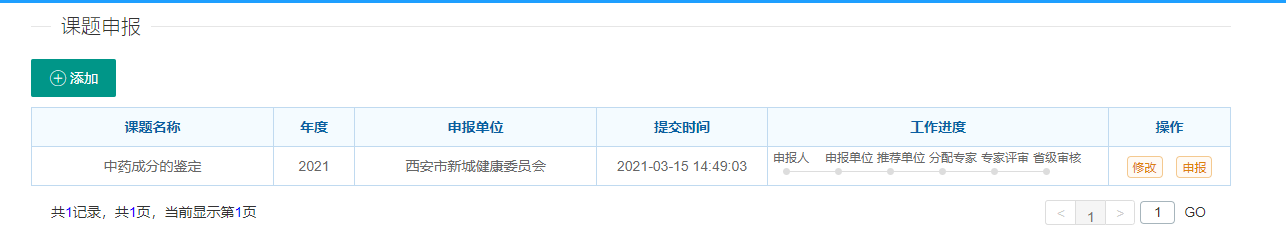 课题申报
添加
课题名称 年度 申报单位 提交时间 工作进度 操作
中药成分的鉴定 2021 西安市新城健康委员会 2021-03-15 14:49:03 申报人 申报单位 推荐单位 分配专家 专家评审 省级审核 修改 申报
共1记录，共1页，当前显示第1页 < 1 > 1 GO